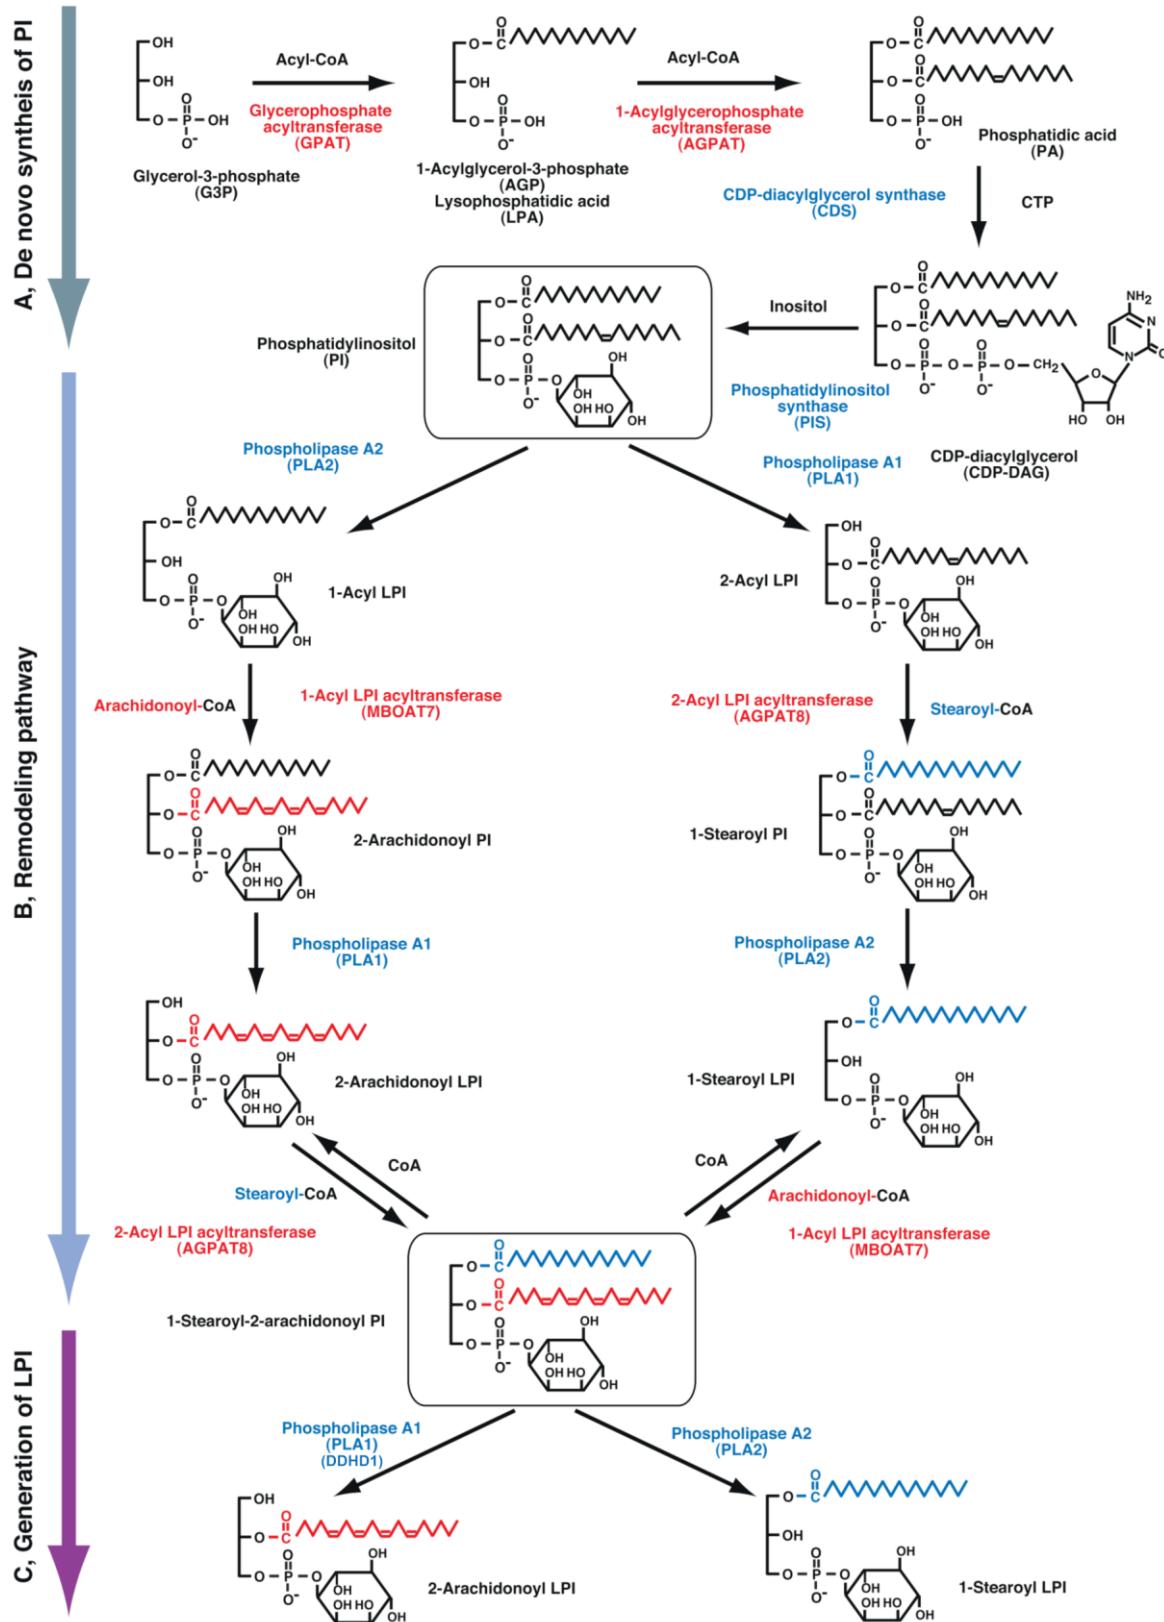 A, De novo syntheis of PI
Acyl-CoA
Glycerophosphate
acyltransferase
(GPAT)
Glycerol-3-phosphate
(G3P)
1-Acylglycerol-3-phosphate
(AGP)
Lysophosphatidic acid
(LPA)
Acyl-CoA
1-Acylglycerophosphate
acyltransferase
(AGPAT)
Phosphatidic acid
(PA)
CDP-diacylglycerol synthase
(CDS)
CTP
Inositol
Phosphatidylinositol
synthase
(PIS)
CDP-diacylglycerol
(CDP-DAG)
Phosphatidylinositol
(PI)
B, Remodeling pathway
Phospholipase A2
(PLA2)
Phospholipase A1
(PLA1)
1-Acyl LPI
2-Acyl LPI
Arachidonoyl-CoA
1-Acyl LPI acyltransferase
(MBOAT7)
2-Acyl LPI acyltransferase
(AGPAT8)
Stearoyl-CoA
2-Arachidonoyl PI
1-Stearoyl PI
Phospholipase A1
(PLA1)
Phospholipase A2
(PLA2)
2-Arachidonoyl LPI
1-Stearoyl LPI
CoA
Stearoyl-CoA
2-Acyl LPI acyltransferase
(AGPAT8)
CoA
Arachidonoyl-CoA
1-Acyl LPI acyltransferase
(MBOAT7)
1-Stearoyl-2-arachidonoyl PI
C, Generation of LPI
Phospholipase A1
(PLA1)
(DDHD1)
Phospholipase A2
(PLA2)
2-Arachidonoyl LPI
1-Stearoyl LPI